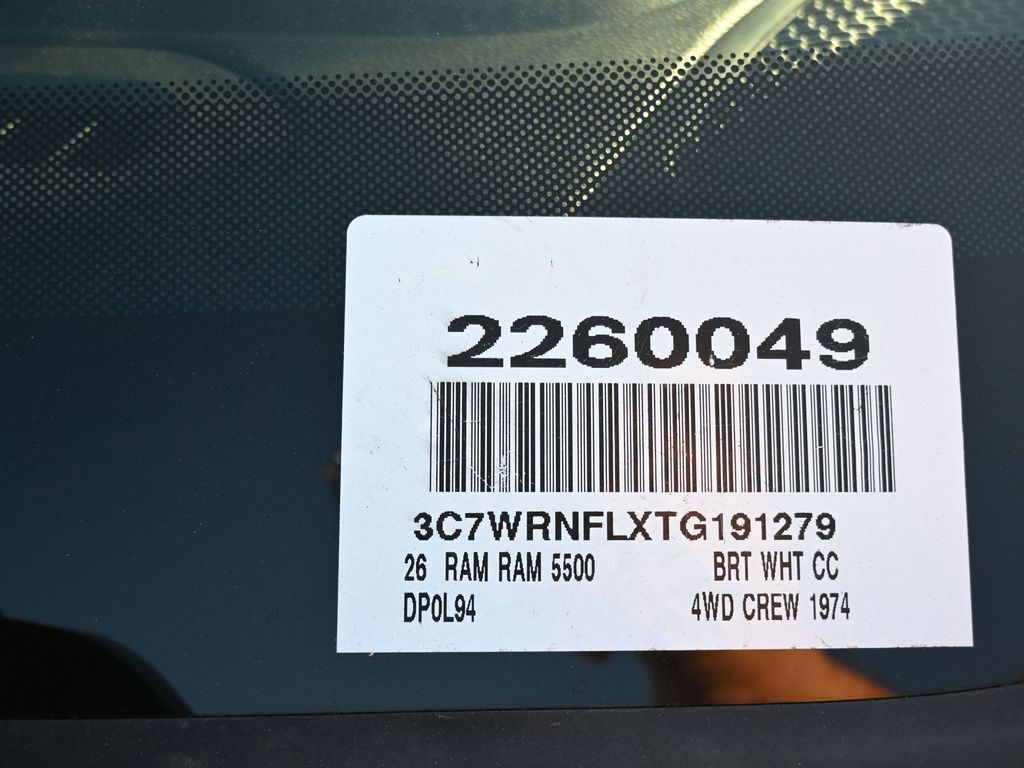 2260049
3C7WRNFLXTG191279
26 RAM RAM 5500 BRT WHT CC
DP0L94 4WD CREW 1974